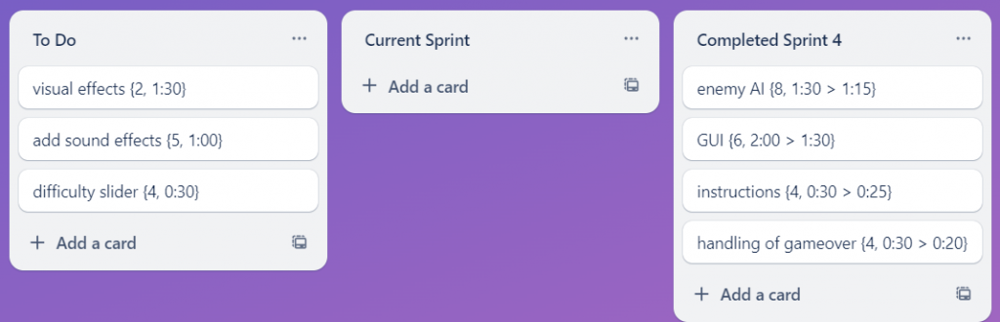 To Do
visual effects {2, 1:30}
add sound effects {5, 1:00}
difficulty slider {4, 0:30}
+ Add a card
Current Sprint
+ Add a card
Completed Sprint 4
enemy AI {8, 1:30 > 1:15}
GUI {6, 2:00 > 1:30}
instructions {4, 0:30 > 0:25}
handling of gameover {4, 0:30 > 0:20}
+ Add a card